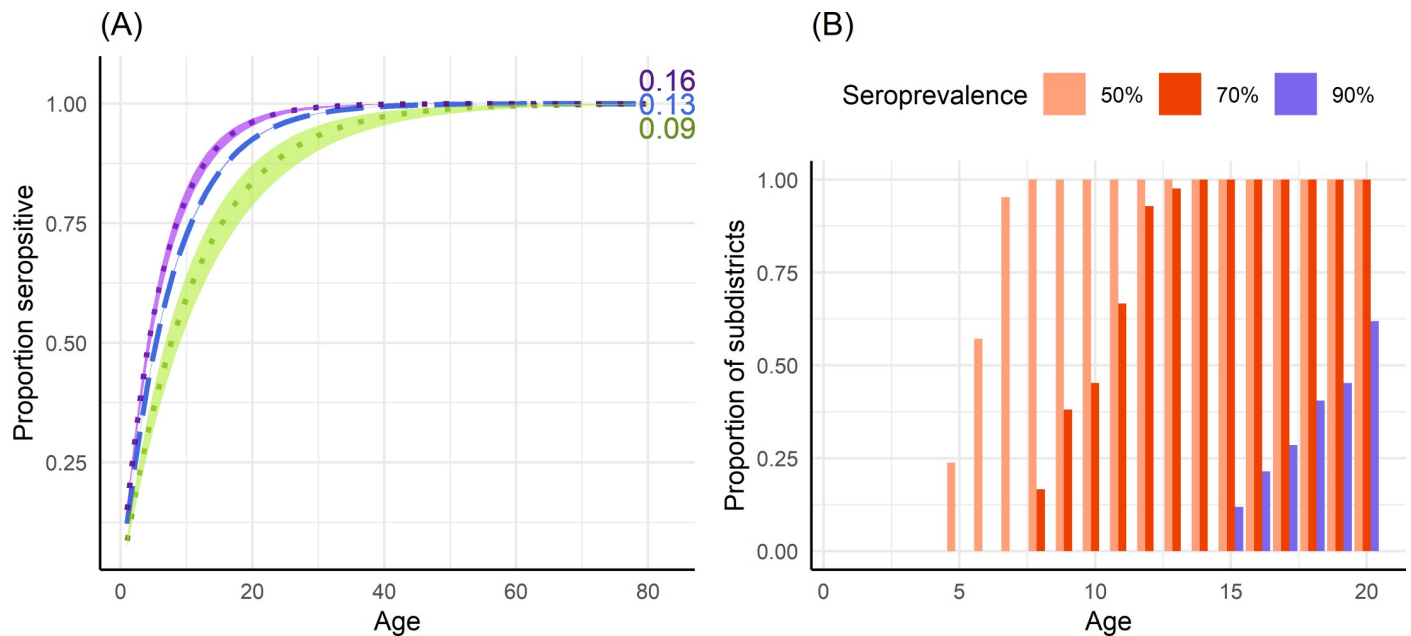 (A)
0.16
0.13
0.09
1.00
0.75
0.50
0.25
Proportion seropsitive
0 20 40 60 80
Age
(B)
Seroprevalence 50% 70% 90%
1.00
0.75
0.50
0.25
0.00
Proportion of subdistricts
0 5 10 15 20
Age